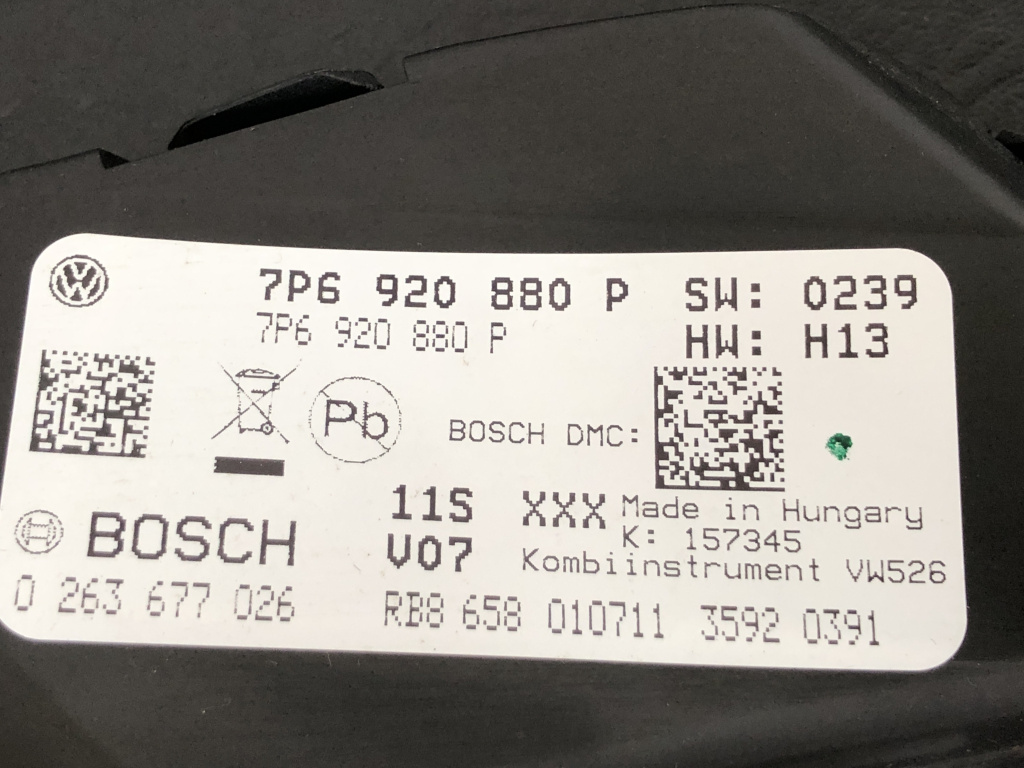 7P6 920 880 P SW: 0239
7P6 920 880 P HW: H13
Pb
BOSCH DMC:
11S XXX Made in Hungary
BOSCH V07 K: 157345
Kombiinstrument VW526
0 263 677 026 RB8 658 010711 3592 0391